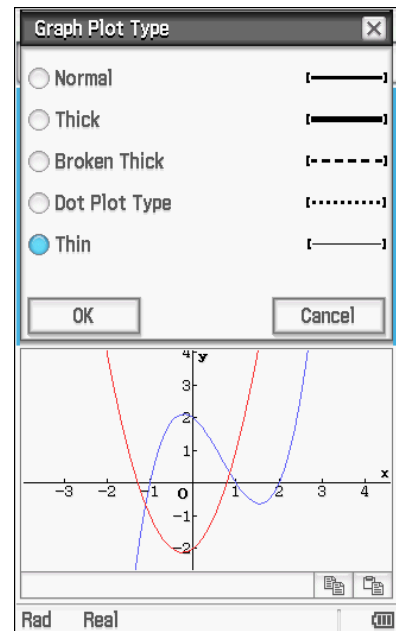 Graph Plot Type
Normal
Thick
Broken Thick
Dot Plot Type
Thin
OK Cancel
4 y
3
2
1
x
-3 -2 -1 O 1 2 3 4
-1
-2
Rad Real